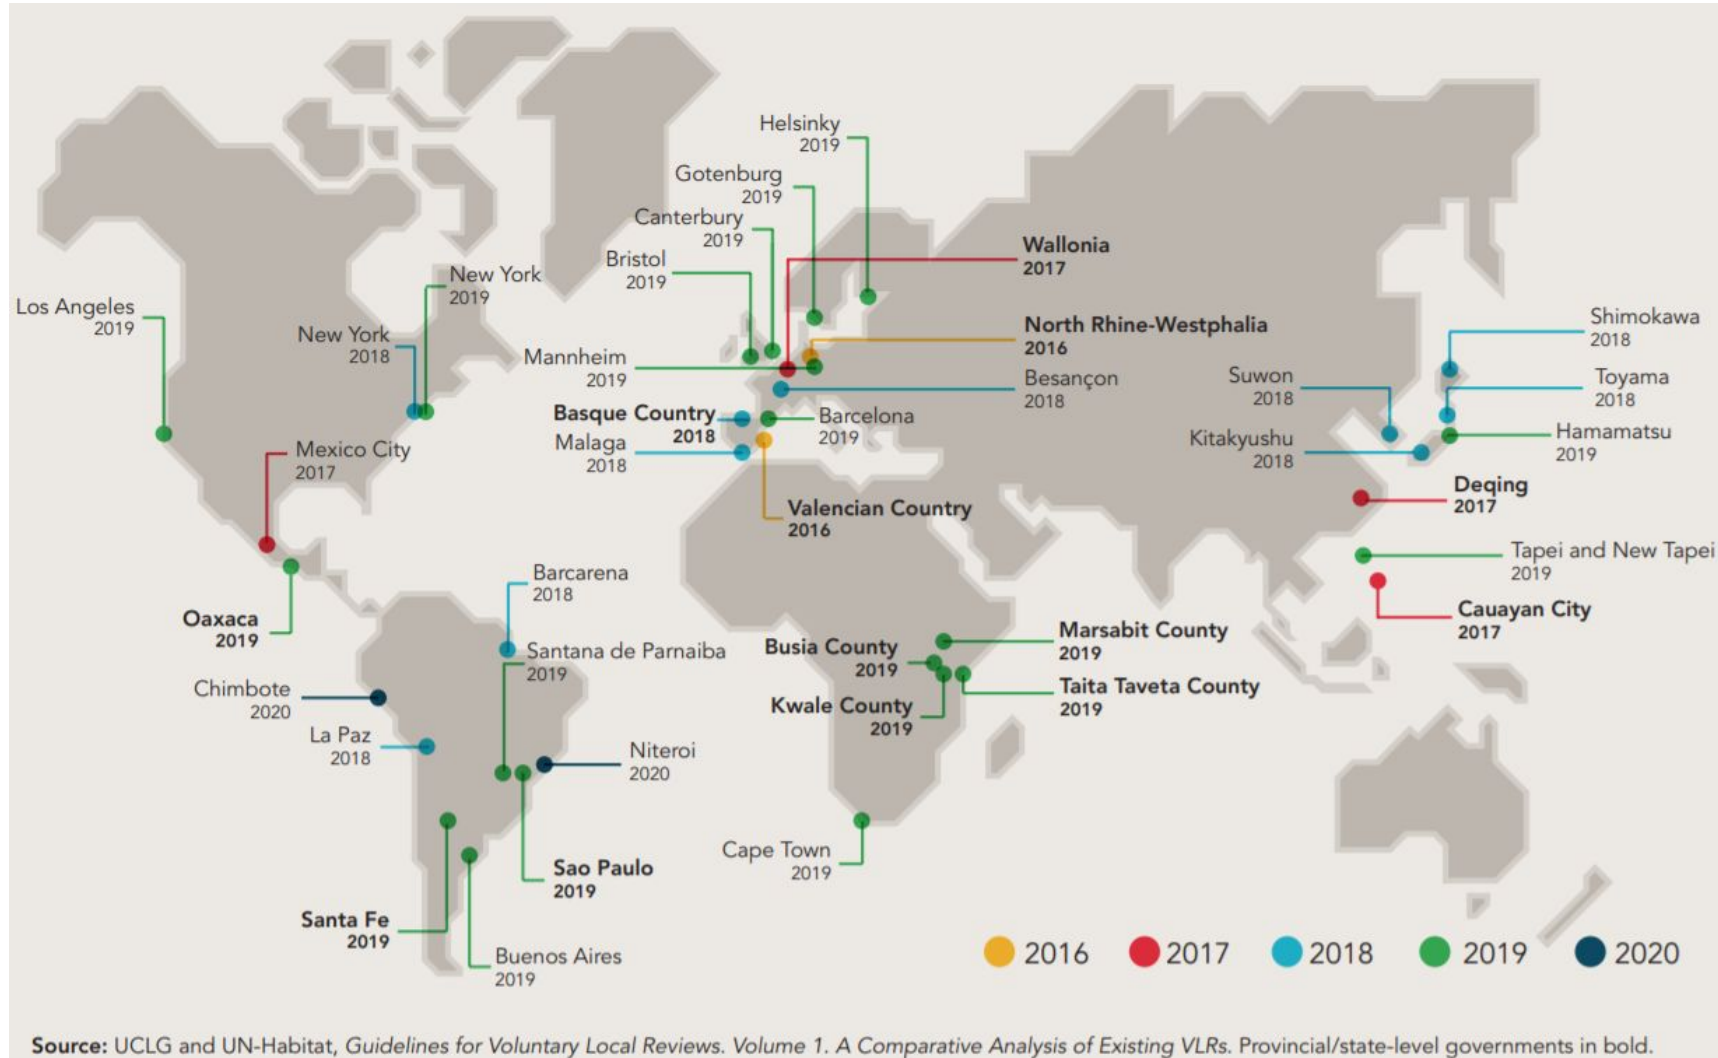 Helsinky
2019
Gotenburg
2019
Canterbury
2019
Bristol
2019
Wallonia
2017
New York
2019
Los Angeles
2019
New York
2018
North Rhine-Westphalia
2016
Shimokawa
2018
Mannheim
2019
Besançon
2018
Suwon
2018
Toyama
2018
Basque Country
2018
Barcelona
2019
Malaga
2018
Kitakyushu
2018
Hamamatsu
2019
Mexico City
2017
Deqing
2017
Valencian Country
2016
Tapei and New Tapei
2019
Barcarena
2018
Oaxaca
2019
Cauayan City
2017
Marsabit County
2019
Busia County
2019
Santana de Parnaiba
2019
Chimbote
2020
Taita Taveta County
2019
Kwale County
2019
La Paz
2018
Niteroi
2020
Cape Town
2019
Sao Paulo
2019
Santa Fe
2019
Buenos Aires
2019
2016 2017 2018 2019 2020
Source: UCLG and UN-Habitat, Guidelines for Voluntary Local Reviews. Volume 1. A Comparative Analysis of Existing VLRs. Provincial/state-level governments in bold.